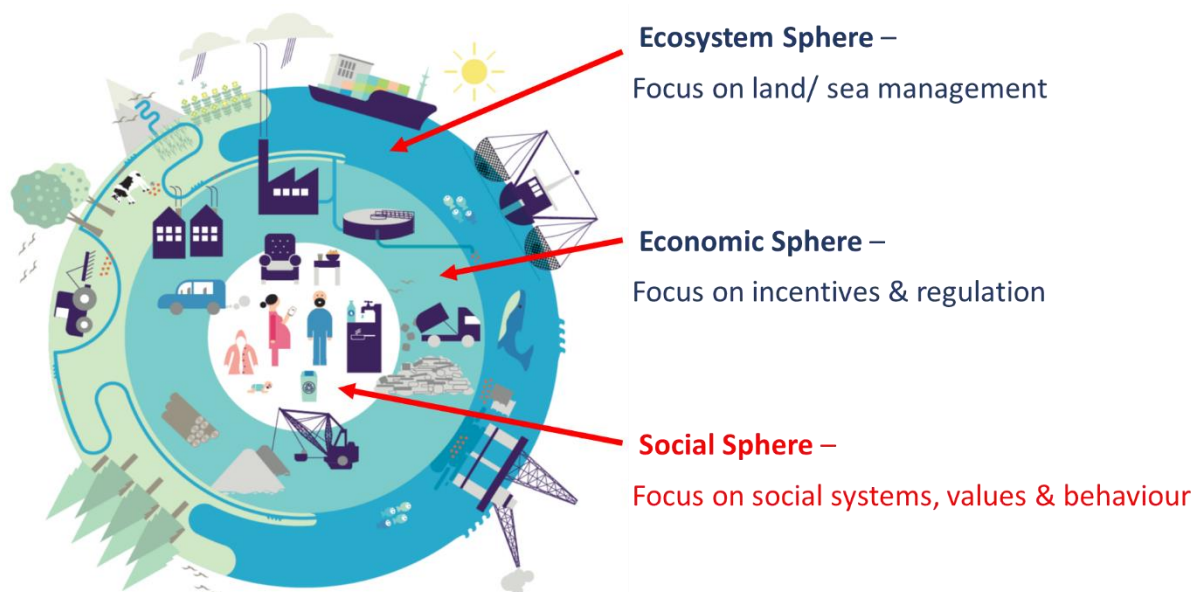 Ecosystem Sphere –
Focus on land/ sea management
Economic Sphere –
Focus on incentives & regulation
Social Sphere –
Focus on social systems, values & behaviour